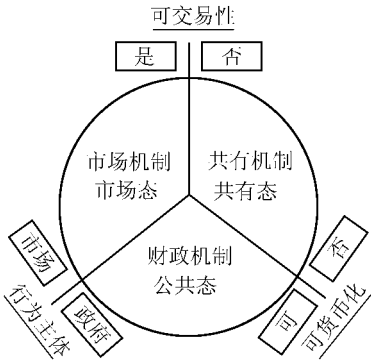 可交易性
是 否
市场机制
市场态
共有机制
共有态
财政机制
公共态
市场
行为主体
政府
否
可货币化
可